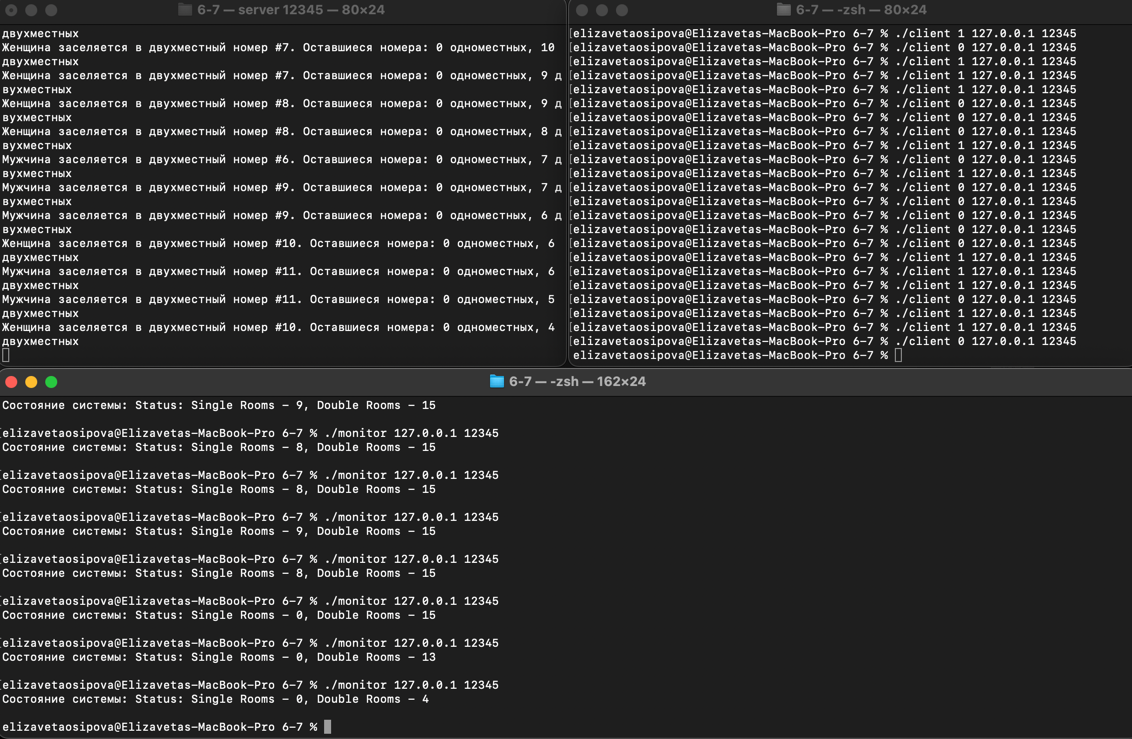 6-7 — server 12345 — 80×24
двухместных
Женщина заселяется в двухместный номер #7. Оставшиеся номера: 0 одноместных, 10
двухместных
Женщина заселяется в двухместный номер #7. Оставшиеся номера: 0 одноместных, 9 д
вухместных
Женщина заселяется в двухместный номер #8. Оставшиеся номера: 0 одноместных, 9 д
вухместных
Женщина заселяется в двухместный номер #8. Оставшиеся номера: 0 одноместных, 8 д
вухместных
Мужчина заселяется в двухместный номер #6. Оставшиеся номера: 0 одноместных, 7 д
вухместных
Мужчина заселяется в двухместный номер #9. Оставшиеся номера: 0 одноместных, 7 д
вухместных
Мужчина заселяется в двухместный номер #9. Оставшиеся номера: 0 одноместных, 6 д
вухместных
Женщина заселяется в двухместный номер #10. Оставшиеся номера: 0 одноместных, 6
двухместных
Мужчина заселяется в двухместный номер #11. Оставшиеся номера: 0 одноместных, 6
двухместных
Мужчина заселяется в двухместный номер #11. Оставшиеся номера: 0 одноместных, 5
двухместных
Женщина заселяется в двухместный номер #10. Оставшиеся номера: 0 одноместных, 4
двухместных
6-7 — -zsh — 80×24
[elizavetaosipova@Elizavetas-MacBook-Pro 6-7 % ./client 1 127.0.0.1 12345
[elizavetaosipova@Elizavetas-MacBook-Pro 6-7 % ./client 0 127.0.0.1 12345
[elizavetaosipova@Elizavetas-MacBook-Pro 6-7 % ./client 1 127.0.0.1 12345
[elizavetaosipova@Elizavetas-MacBook-Pro 6-7 % ./client 1 127.0.0.1 12345
[elizavetaosipova@Elizavetas-MacBook-Pro 6-7 % ./client 1 127.0.0.1 12345
[elizavetaosipova@Elizavetas-MacBook-Pro 6-7 % ./client 0 127.0.0.1 12345
[elizavetaosipova@Elizavetas-MacBook-Pro 6-7 % ./client 0 127.0.0.1 12345
[elizavetaosipova@Elizavetas-MacBook-Pro 6-7 % ./client 1 127.0.0.1 12345
[elizavetaosipova@Elizavetas-MacBook-Pro 6-7 % ./client 1 127.0.0.1 12345
[elizavetaosipova@Elizavetas-MacBook-Pro 6-7 % ./client 0 127.0.0.1 12345
[elizavetaosipova@Elizavetas-MacBook-Pro 6-7 % ./client 1 127.0.0.1 12345
[elizavetaosipova@Elizavetas-MacBook-Pro 6-7 % ./client 0 127.0.0.1 12345
[elizavetaosipova@Elizavetas-MacBook-Pro 6-7 % ./client 0 127.0.0.1 12345
[elizavetaosipova@Elizavetas-MacBook-Pro 6-7 % ./client 0 127.0.0.1 12345
[elizavetaosipova@Elizavetas-MacBook-Pro 6-7 % ./client 0 127.0.0.1 12345
[elizavetaosipova@Elizavetas-MacBook-Pro 6-7 % ./client 0 127.0.0.1 12345
[elizavetaosipova@Elizavetas-MacBook-Pro 6-7 % ./client 1 127.0.0.1 12345
[elizavetaosipova@Elizavetas-MacBook-Pro 6-7 % ./client 1 127.0.0.1 12345
[elizavetaosipova@Elizavetas-MacBook-Pro 6-7 % ./client 1 127.0.0.1 12345
[elizavetaosipova@Elizavetas-MacBook-Pro 6-7 % ./client 0 127.0.0.1 12345
[elizavetaosipova@Elizavetas-MacBook-Pro 6-7 % ./client 1 127.0.0.1 12345
[elizavetaosipova@Elizavetas-MacBook-Pro 6-7 % ./client 1 127.0.0.1 12345
[elizavetaosipova@Elizavetas-MacBook-Pro 6-7 % ./client 0 127.0.0.1 12345
elizavetaosipova@Elizavetas-MacBook-Pro 6-7 %
6-7 — -zsh — 162×24
Состояние системы: Status: Single Rooms - 9, Double Rooms - 15
[elizavetaosipova@Elizavetas-MacBook-Pro 6-7 % ./monitor 127.0.0.1 12345
Состояние системы: Status: Single Rooms - 8, Double Rooms - 15
[elizavetaosipova@Elizavetas-MacBook-Pro 6-7 % ./monitor 127.0.0.1 12345
Состояние системы: Status: Single Rooms - 8, Double Rooms - 15
[elizavetaosipova@Elizavetas-MacBook-Pro 6-7 % ./monitor 127.0.0.1 12345
Состояние системы: Status: Single Rooms - 9, Double Rooms - 15
[elizavetaosipova@Elizavetas-MacBook-Pro 6-7 % ./monitor 127.0.0.1 12345
Состояние системы: Status: Single Rooms - 8, Double Rooms - 15
[elizavetaosipova@Elizavetas-MacBook-Pro 6-7 % ./monitor 127.0.0.1 12345
Состояние системы: Status: Single Rooms - 0, Double Rooms - 15
[elizavetaosipova@Elizavetas-MacBook-Pro 6-7 % ./monitor 127.0.0.1 12345
Состояние системы: Status: Single Rooms - 0, Double Rooms - 13
[elizavetaosipova@Elizavetas-MacBook-Pro 6-7 % ./monitor 127.0.0.1 12345
Состояние системы: Status: Single Rooms - 0, Double Rooms - 4
elizavetaosipova@Elizavetas-MacBook-Pro 6-7 %